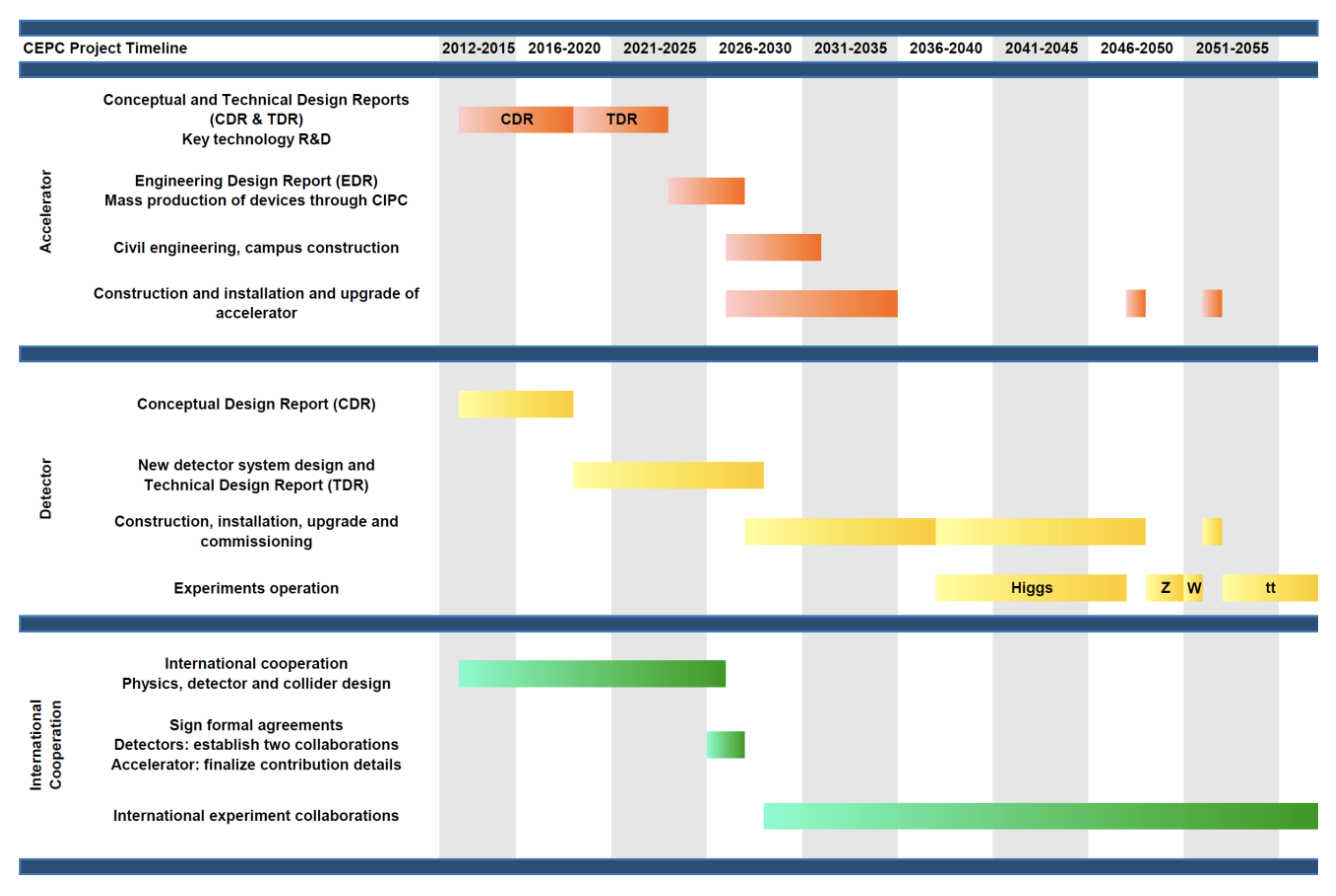 CEPC Project Timeline 2012-2015 2016-2020 2021-2025 2026-2030 2031-2035 2036-2040 2041-2045 2046-2050 2051-2055
Accelerator
Conceptual and Technical Design Reports
(CDR & TDR)
Key technology R&D
CDR TDR
Engineering Design Report (EDR)
Mass production of devices through CIPC
Civil engineering, campus construction
Construction and installation and upgrade of
accelerator
Detector
Conceptual Design Report (CDR)
New detector system design and
Technical Design Report (TDR)
Construction, installation, upgrade and
commissioning
Experiments operation Higgs Z W tt
International
Cooperation
International cooperation
Physics, detector and collider design
Sign formal agreements
Detectors: establish two collaborations
Accelerator: finalize contribution details
International experiment collaborations